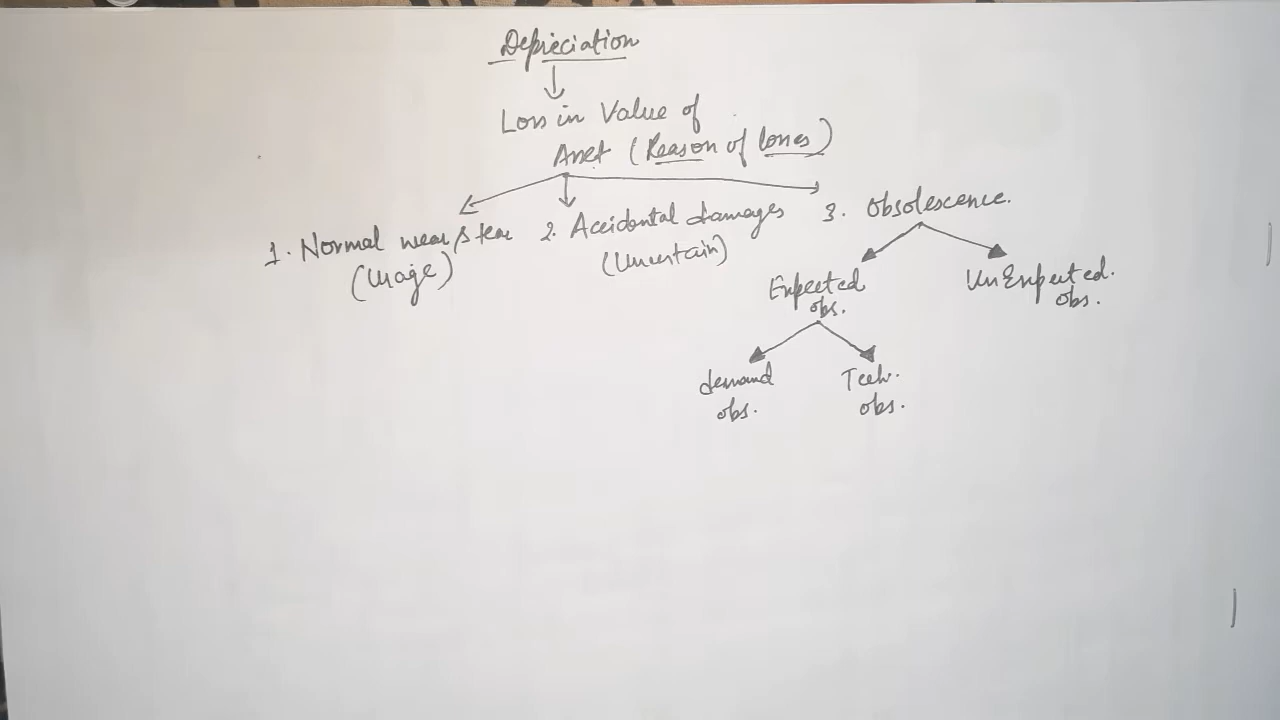 Depreciation
Loss in Value of
Asset (Reason of losses)
1. Normal wear & tear
(Usage)
2. Accidental damages
(Uncertain)
3. Obsolescence.
Expected
obs.
UnExpected.
obs.
demand
obs.
Tech.
obs.